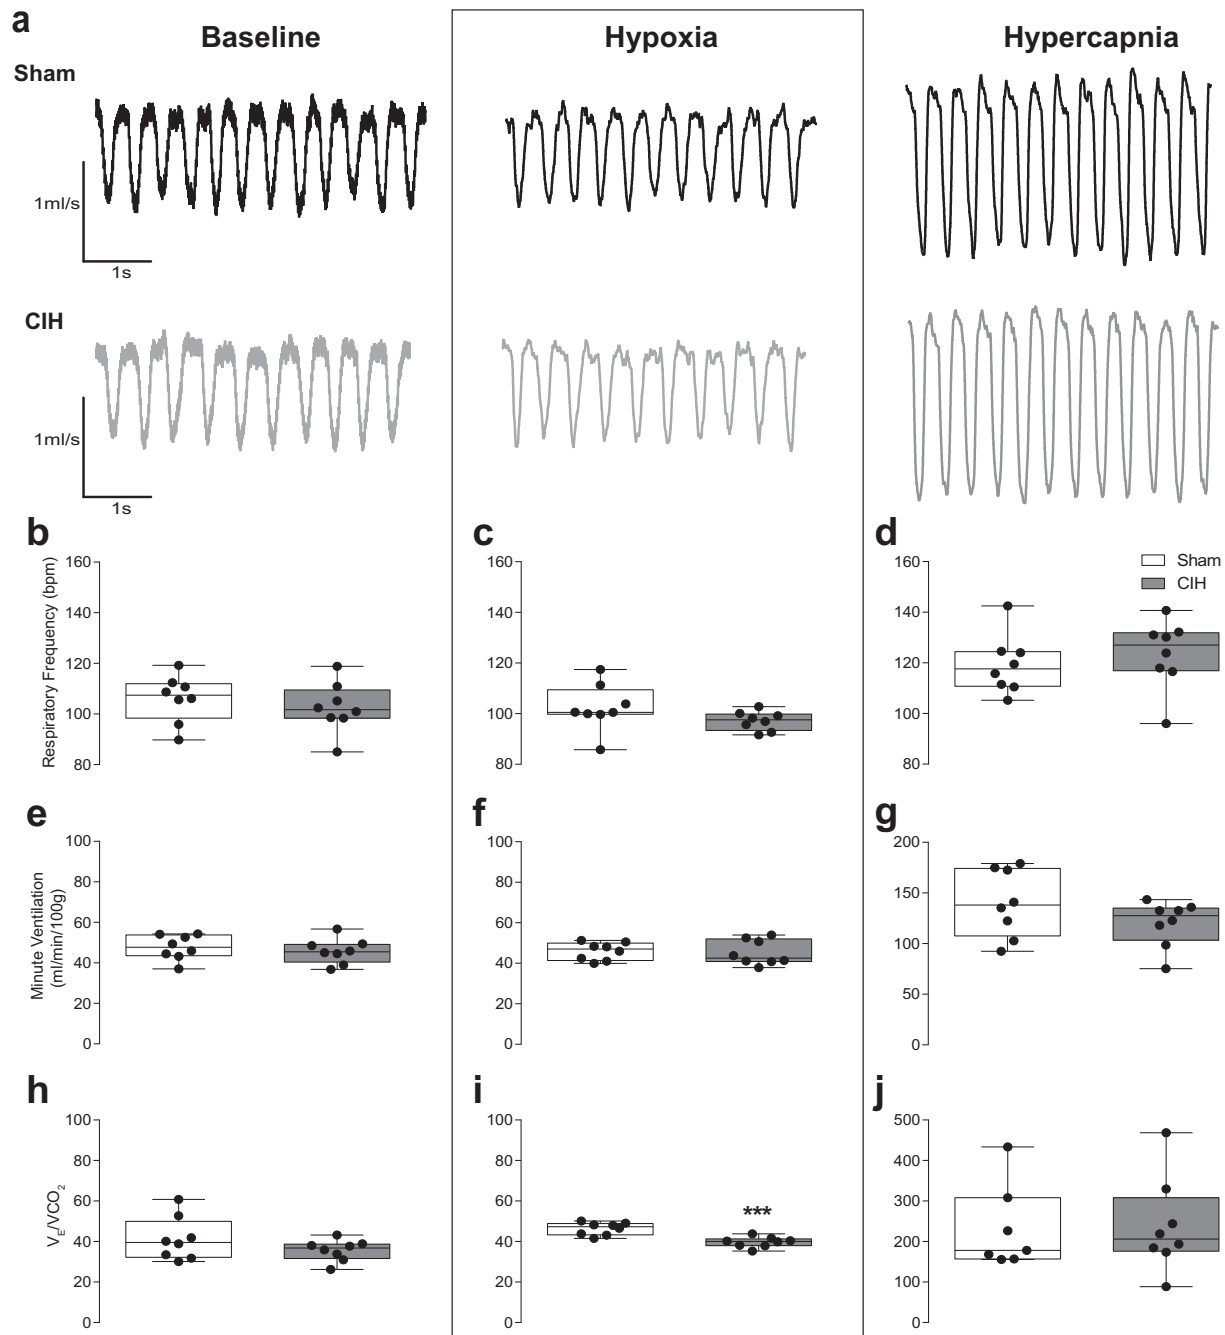 a
Baseline Hypoxia Hypercapnia
Sham
1ml/s
1s
CIH
1ml/s
1s
b c d
Respiratory Frequency (bpm)
160 160 160
140 140 140
120 120 120
100 100 100
80 80 80
Sham
CIH
e f g
Minute Ventilation
(ml/min/100g)
100 100 200
80 80 150
60 60 100
40 40 50
20 20 0
0 0
h i j
VE/VCO2
100 100 500
80 80 400
60 60 300
40 40 200
20 20 100
0 0 0
***